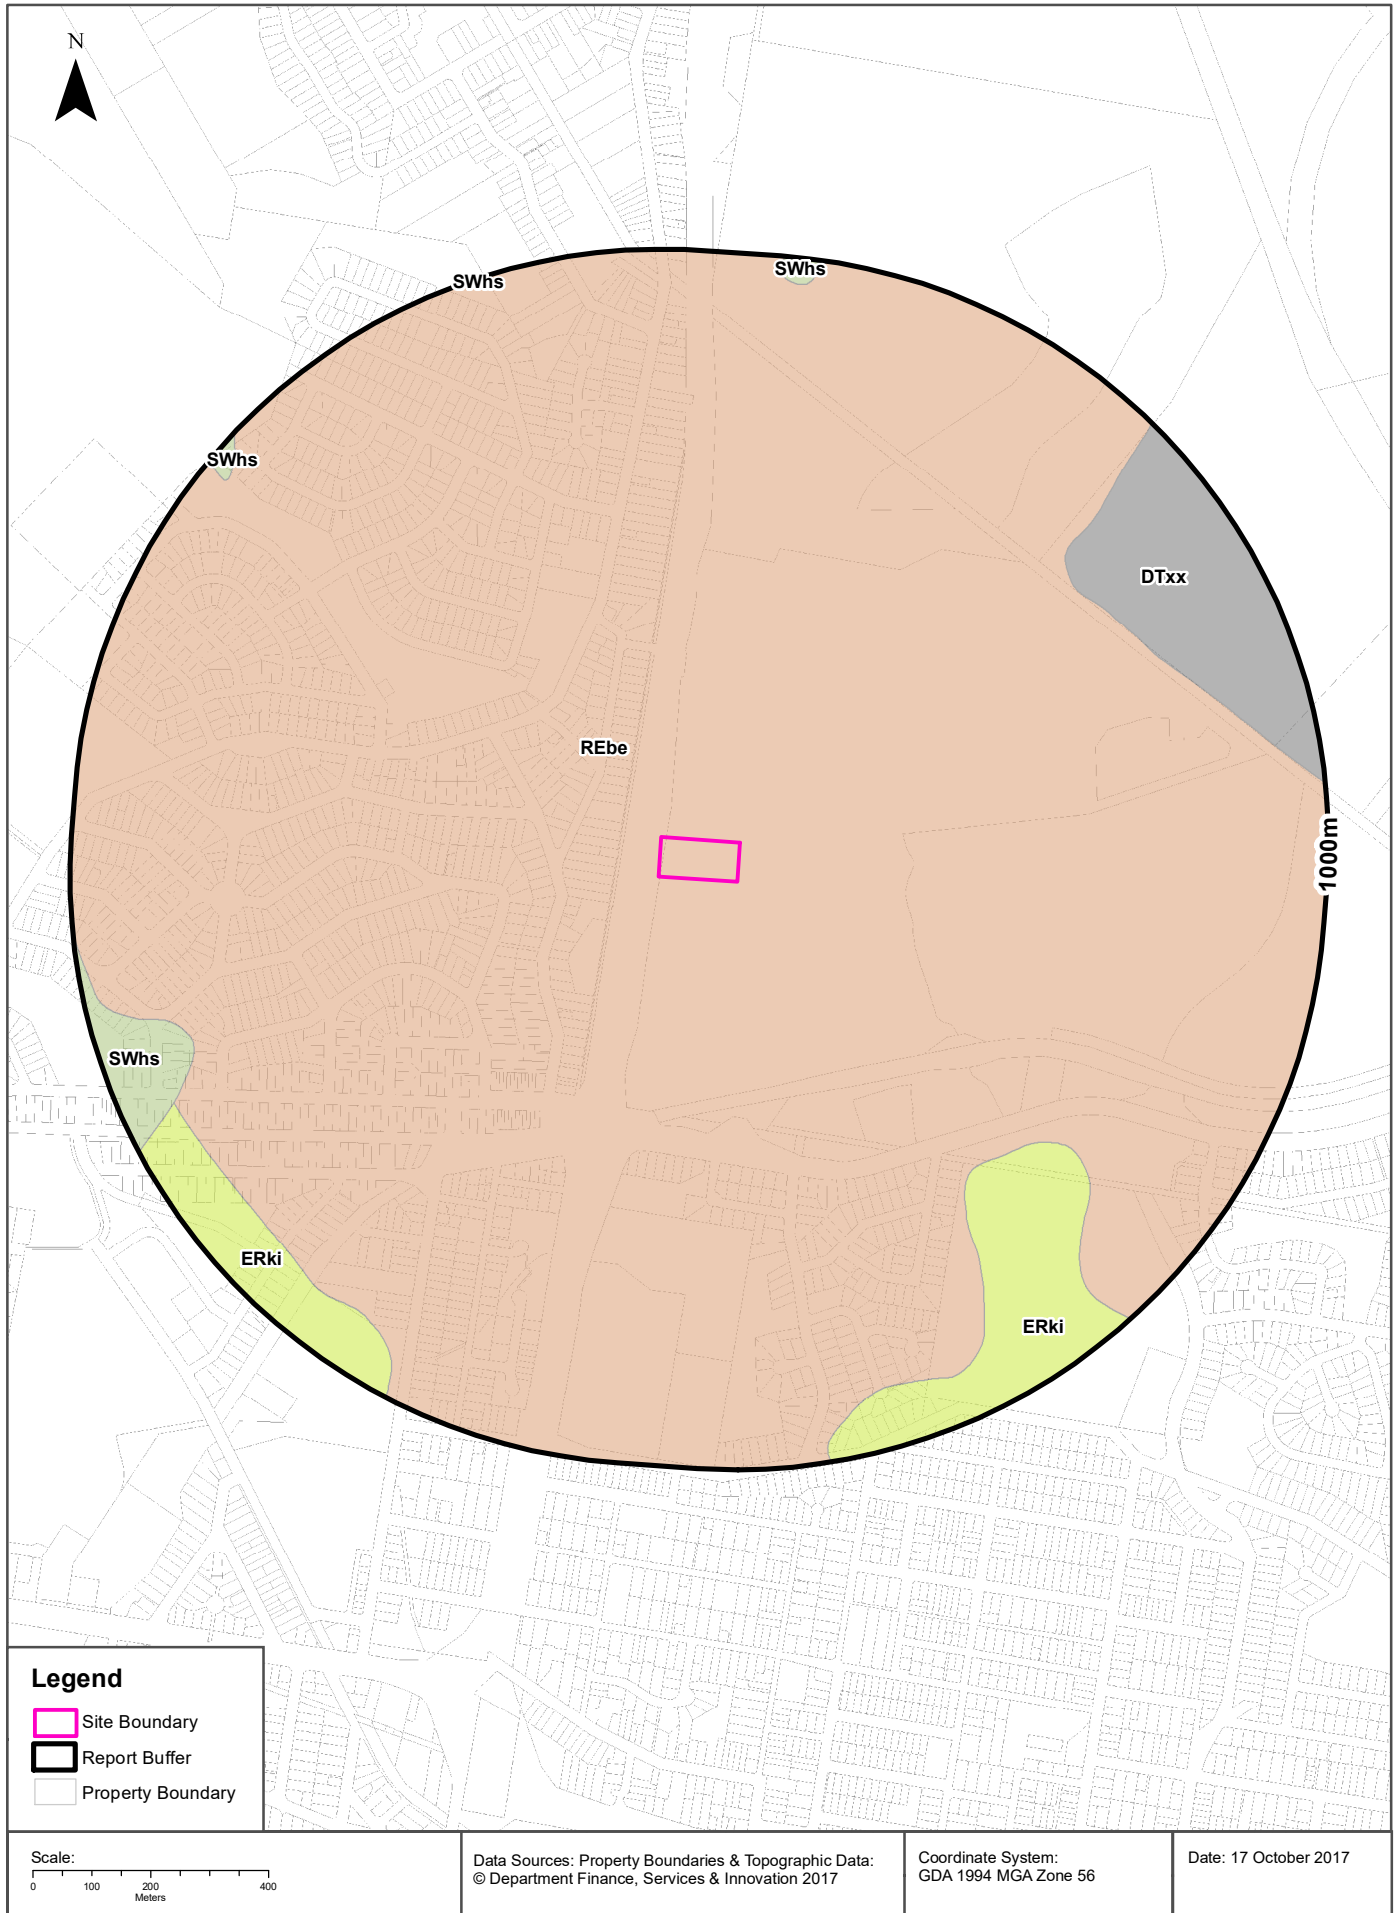 N
SWhs
SWhs
SWhs
DTxx
REbe
1000m
SWhs
ERki
ERki
Legend
Site Boundary
Report Buffer
Property Boundary
Scale:
0 100 200 400
Meters
Data Sources: Property Boundaries & Topographic Data:
© Department Finance, Services & Innovation 2017
Coordinate System:
GDA 1994 MGA Zone 56
Date: 17 October 2017